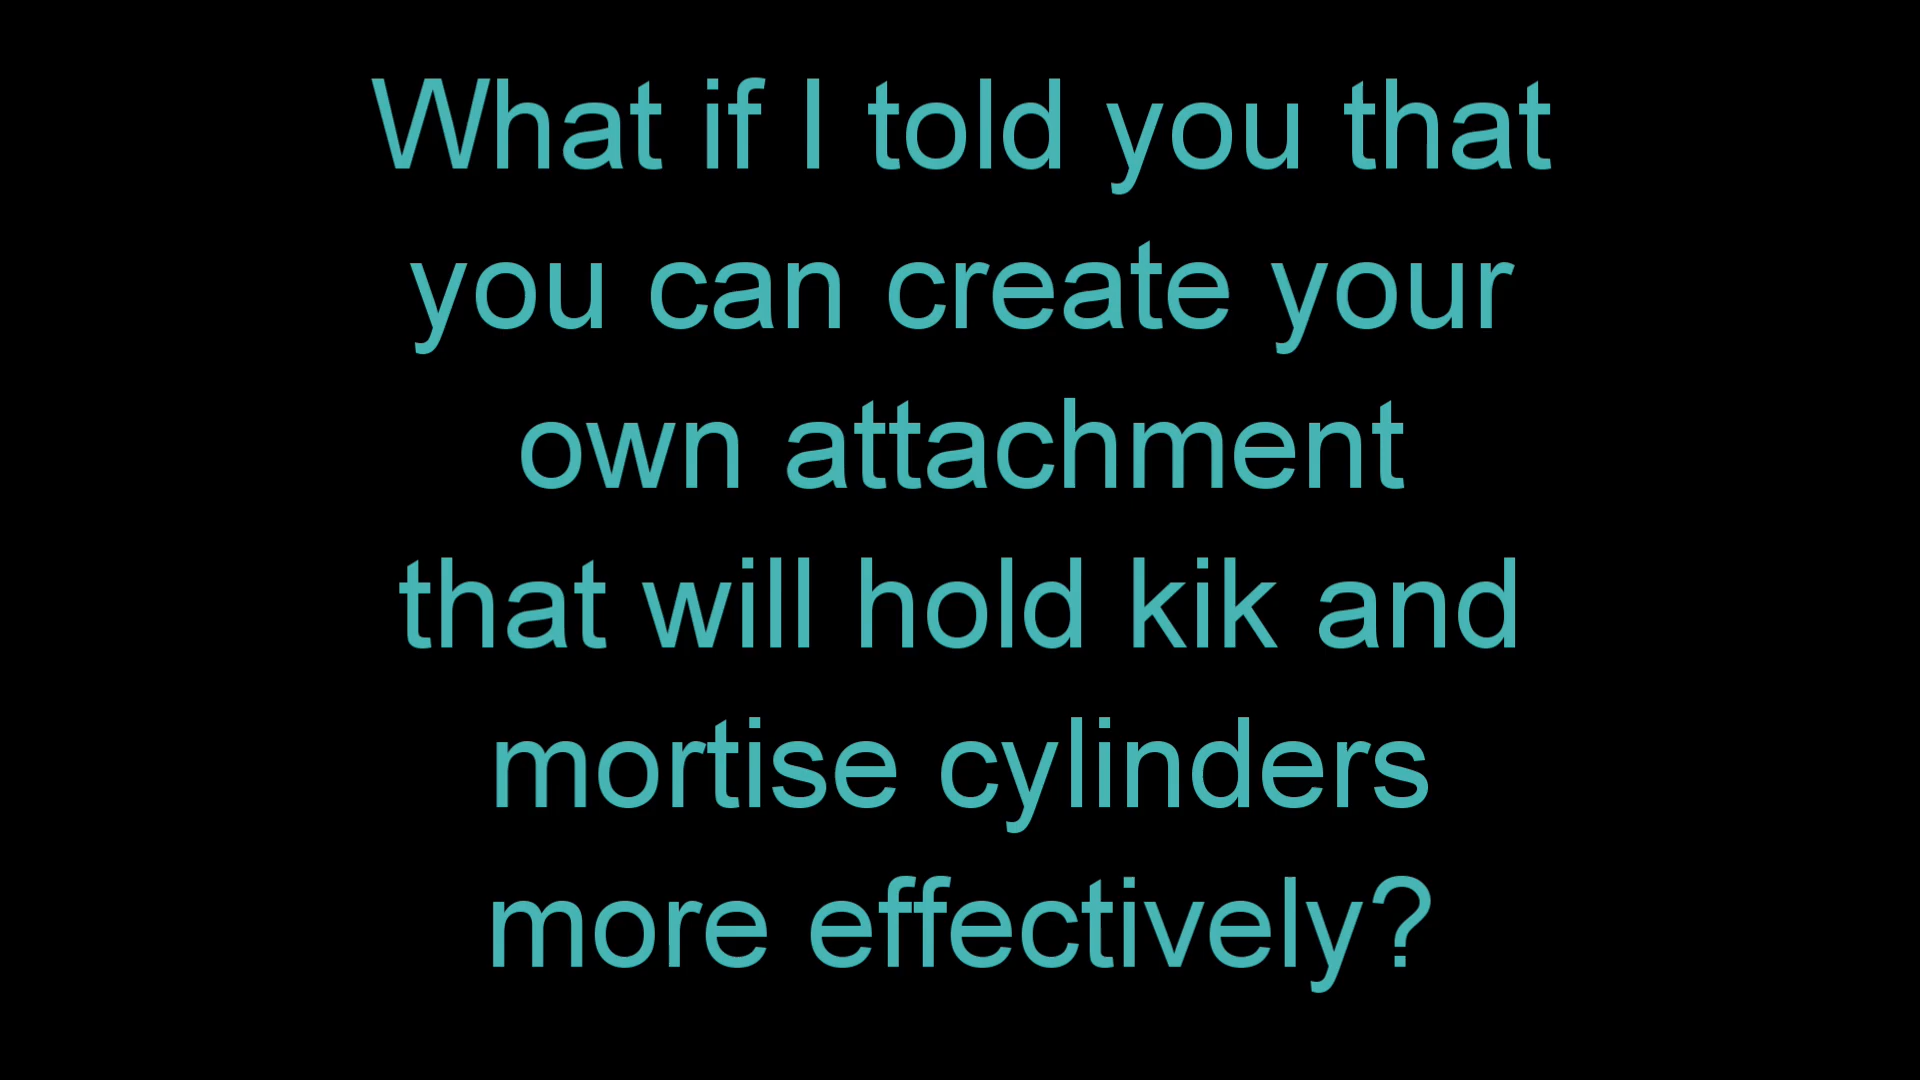 What if I told you that
you can create your
own attachment
that will hold kik and
mortise cylinders
more effectively?